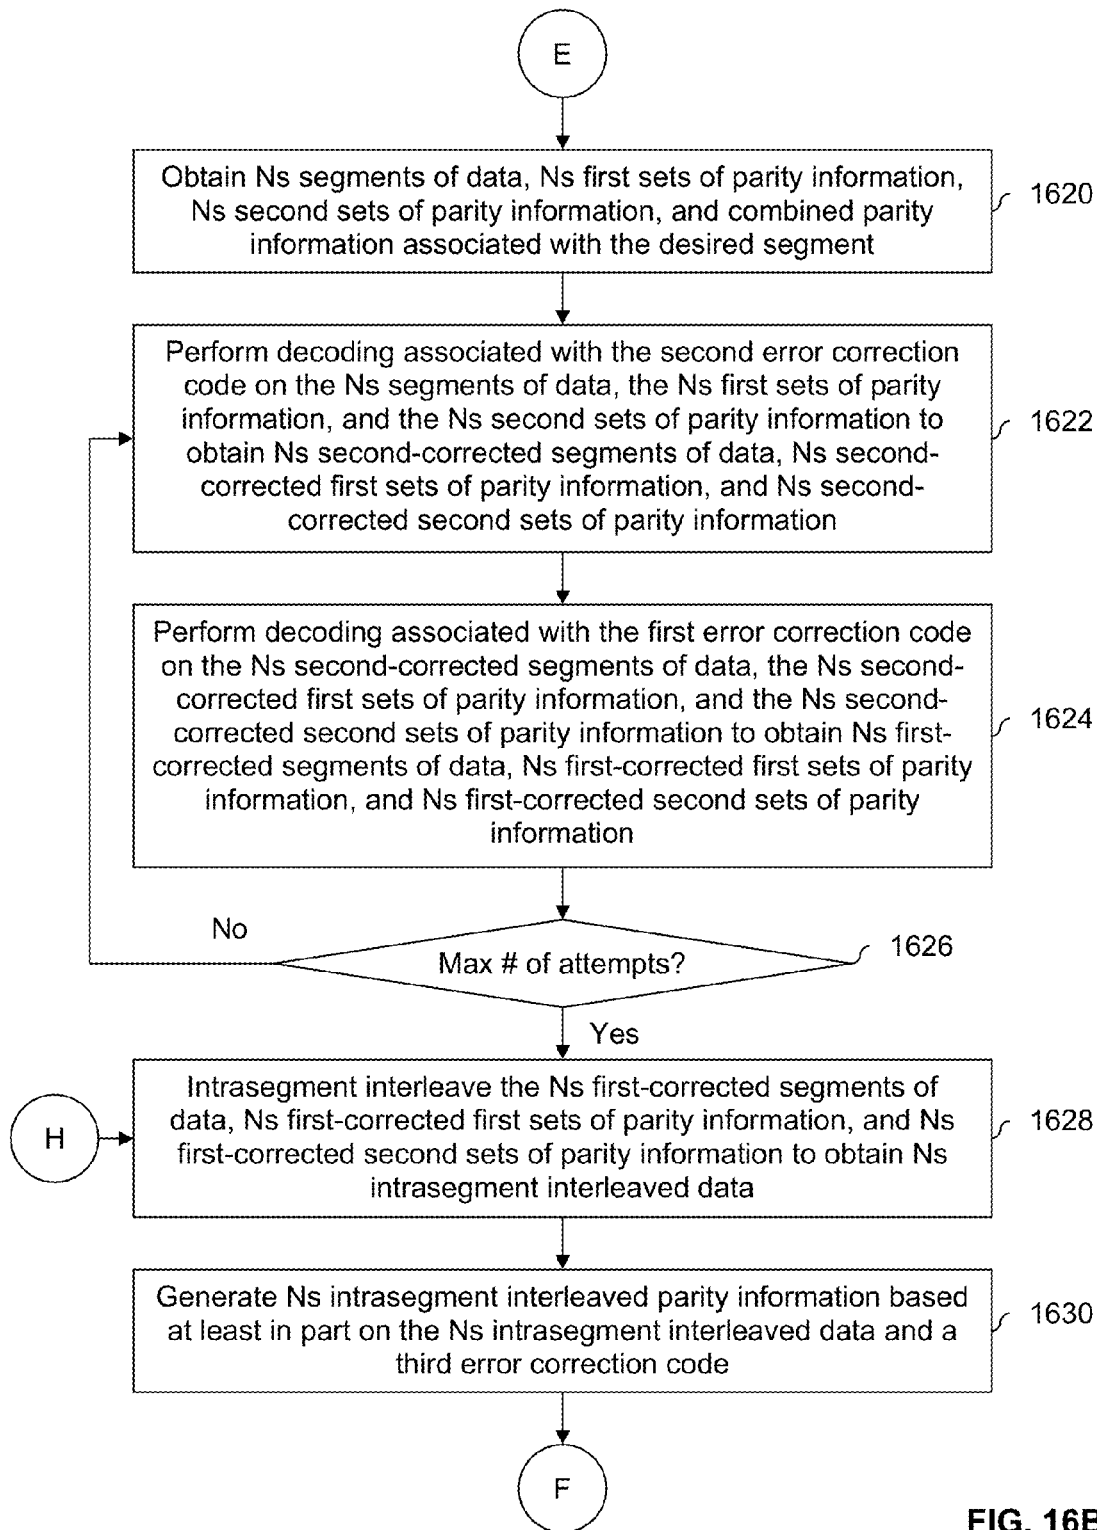 E
Obtain Ns segments of data, Ns first sets of parity information,
Ns second sets of parity information, and combined parity
information associated with the desired segment
1620
Perform decoding associated with the second error correction
code on the Ns segments of data, the Ns first sets of parity
information, and the Ns second sets of parity information to
obtain Ns second-corrected segments of data, Ns second-
corrected first sets of parity information, and Ns second-
corrected second sets of parity information
1622
Perform decoding associated with the first error correction code
on the Ns second-corrected segments of data, the Ns second-
corrected first sets of parity information, and the Ns second-
corrected second sets of parity information to obtain Ns first-
corrected segments of data, Ns first-corrected first sets of parity
information, and Ns first-corrected second sets of parity
information
1624
No
Max # of attempts?
1626
Yes
H
Intrasegment interleave the Ns first-corrected segments of
data, Ns first-corrected first sets of parity information, and Ns
first-corrected second sets of parity information to obtain Ns
intrasegment interleaved data
1628
Generate Ns intrasegment interleaved parity information based
at least in part on the Ns intrasegment interleaved data and a
third error correction code
1630
F
FIG. 16B